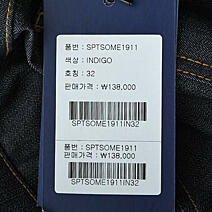 품번 : SPTSOME1911
색상 : INDIGO
호칭 : 32
판매가격 : ₩138,000
SPTSOME1911IN32
품번 : SPTSOME1911
판매가격 : ₩138,000
SPTSOME1911IN32